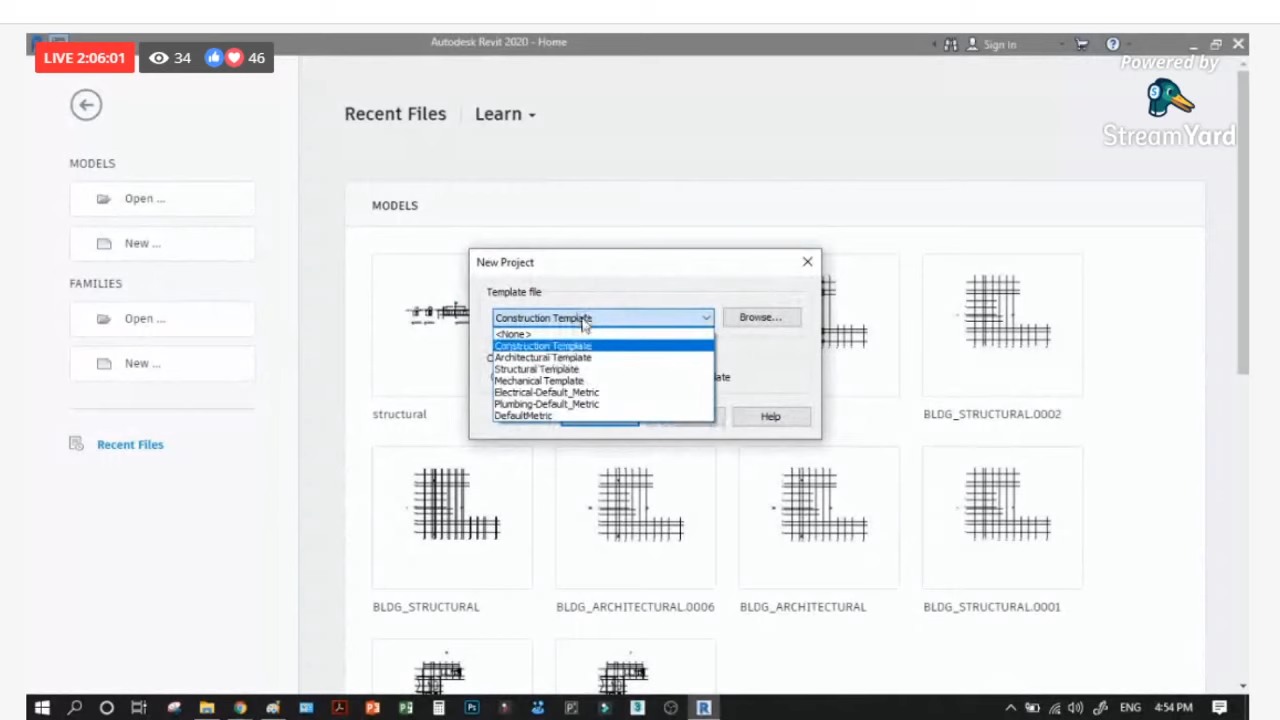 Autodesk Revit 2020 - Home
Sign In
LIVE 2:06:01
34
46
Powered by
StreamYard
Recent Files
Learn
MODELS
Open ...
New ...
FAMILIES
Open ...
New ...
Recent Files
MODELS
New Project
Template file
Construction Template
Browse...
<None>
Construction Template
Architectural Template
Structural Template
Mechanical Template
Electrical-Default_Metric
Plumbing-Default_Metric
DefaultMetric
Help
structural
BLDG_STRUCTURAL.0002
BLDG_STRUCTURAL
BLDG_ARCHITECTURAL.0006
BLDG_ARCHITECTURAL
BLDG_STRUCTURAL.0001
ENG
4:54 PM